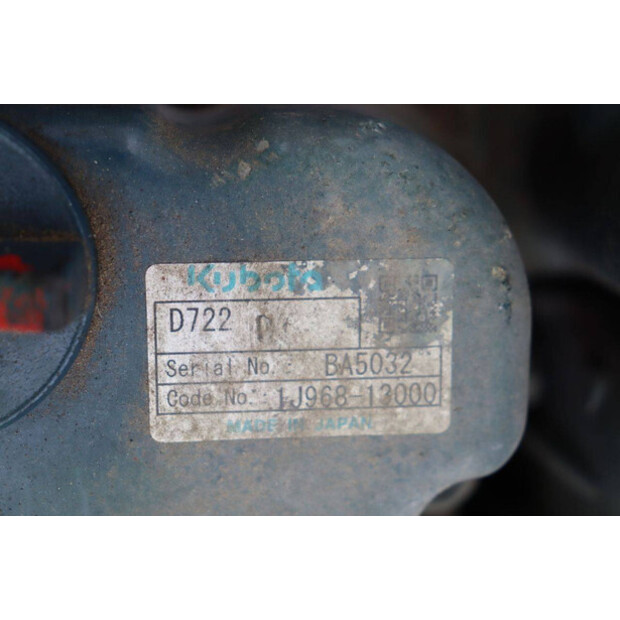 Kubota
D722
Serial No. : BA5032
Code No. : 1J968-13000
MADE IN JAPAN